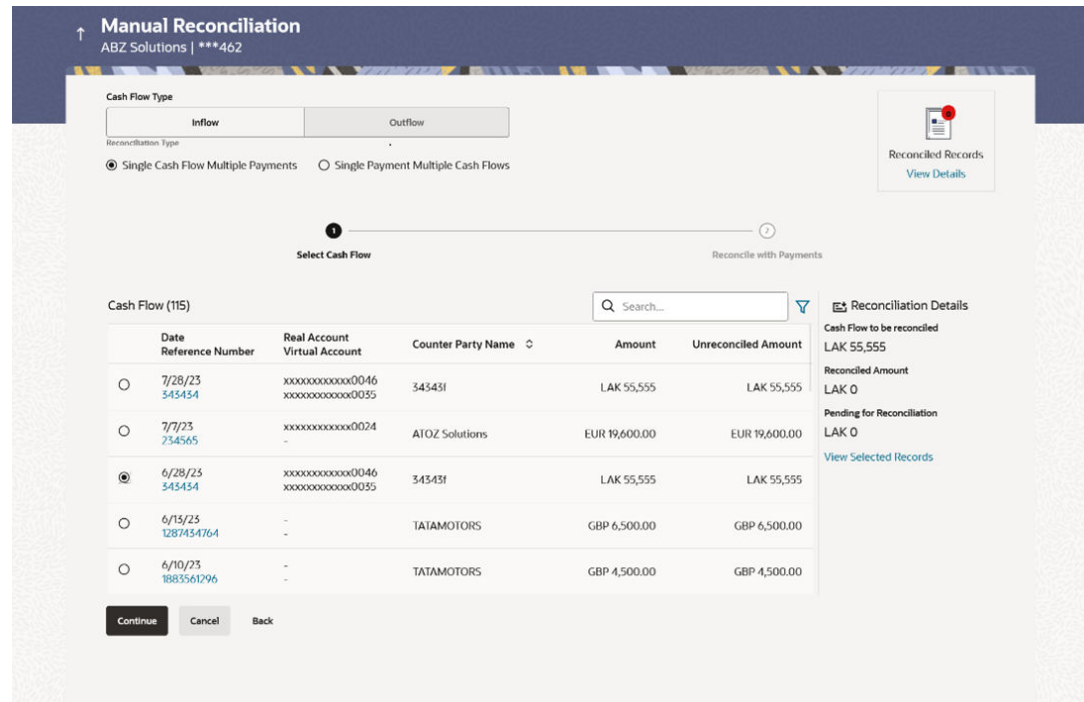 Manual Reconciliation
ABZ Solutions | ***462
Cash Flow Type
Inflow Outflow
Reconciliation Type
Single Cash Flow Multiple Payments Single Payment Multiple Cash Flows
Reconciled Records
View Details
1 2
Select Cash Flow Reconcile with Payments
Cash Flow (115) Search...
Date Reference Number Real Account Virtual Account Counter Party Name Amount Unreconciled Amount
7/28/23 xxxxxxxxxxxx0046 34343f LAK 55,555 LAK 55,555
343434 xxxxxxxxxxxx0035
7/7/23 xxxxxxxxxxxx0024 ATOZ Solutions EUR 19,600.00 EUR 19,600.00
234565 -
6/28/23 xxxxxxxxxxxx0046 34343f LAK 55,555 LAK 55,555
343434 xxxxxxxxxxxx0035
6/13/23 - TATAMOTORS GBP 6,500.00 GBP 6,500.00
1287434764 -
6/10/23 - TATAMOTORS GBP 4,500.00 GBP 4,500.00
1883561296 -
Reconciliation Details
Cash Flow to be reconciled
LAK 55,555
Reconciled Amount
LAK 0
Pending for Reconciliation
LAK 0
View Selected Records
Continue Cancel Back